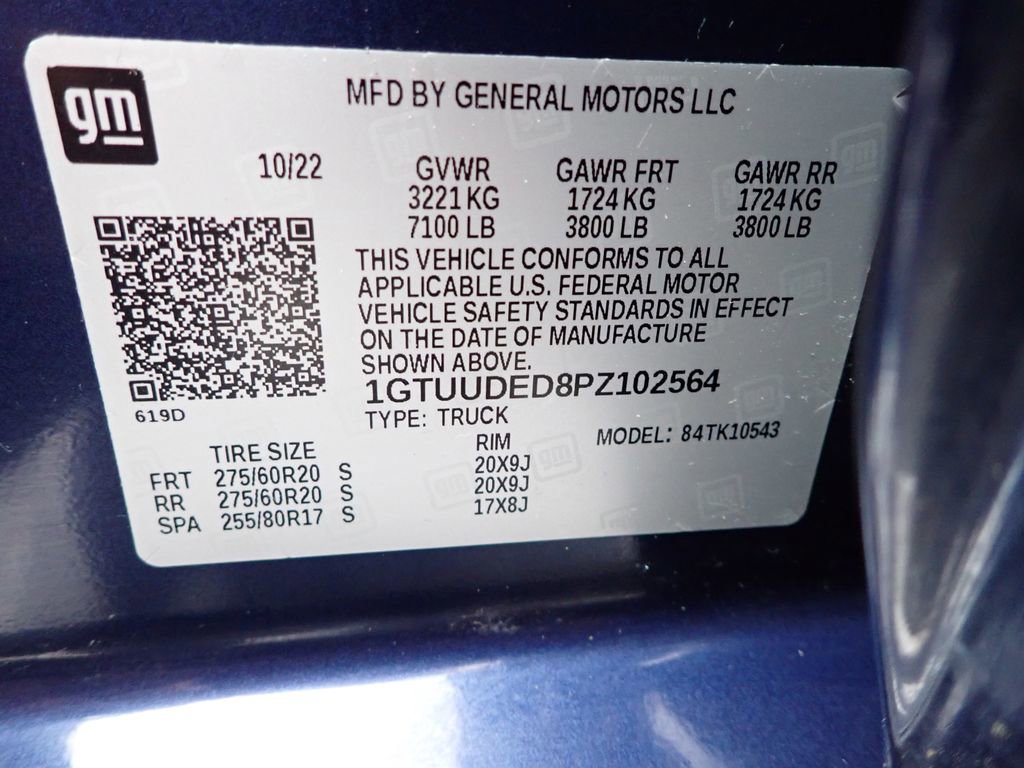 gm
MFD BY GENERAL MOTORS LLC
10/22 GVWR GAWR FRT GAWR RR
3221 KG 1724 KG 1724 KG
7100 LB 3800 LB 3800 LB
THIS VEHICLE CONFORMS TO ALL
APPLICABLE U.S. FEDERAL MOTOR
VEHICLE SAFETY STANDARDS IN EFFECT
ON THE DATE OF MANUFACTURE
SHOWN ABOVE.
1GTUUDED8PZ102564
619D
TYPE: TRUCK
MODEL: 84TK10543
TIRE SIZE RIM
FRT 275/60R20 S 20X9J
RR 275/60R20 S 20X9J
SPA 255/80R17 S 17X8J